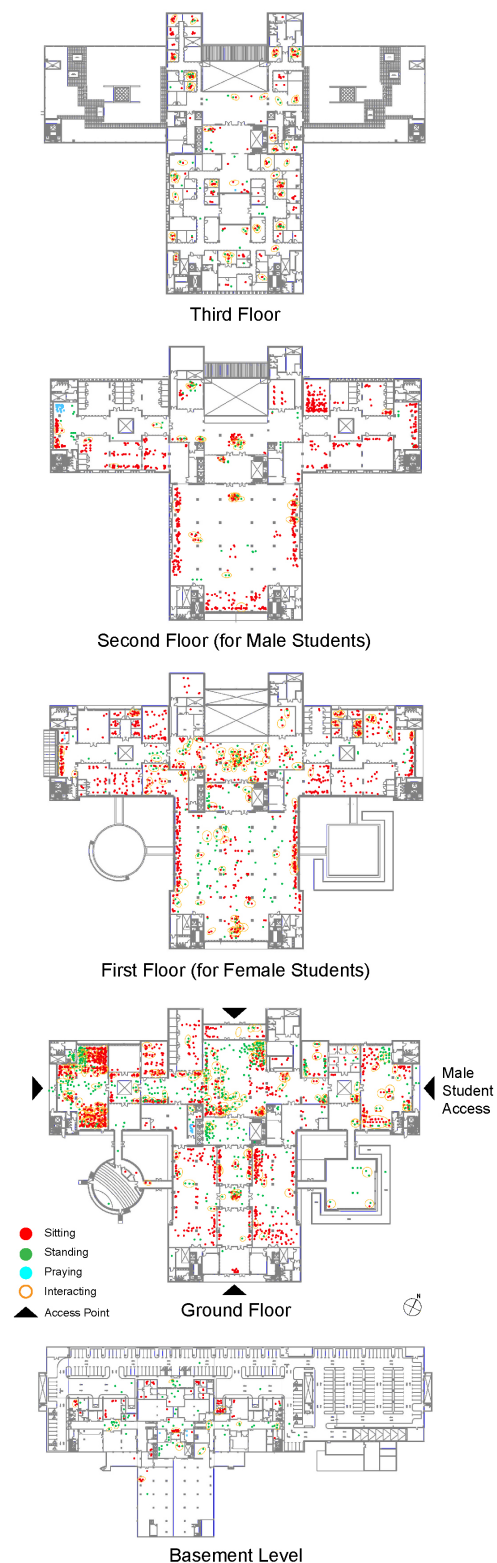 Third Floor
Second Floor (for Male Students)
First Floor (for Female Students)
Male
Student
Access
Sitting
Standing
Praying
Interacting
Access Point
Ground Floor
N
Basement Level